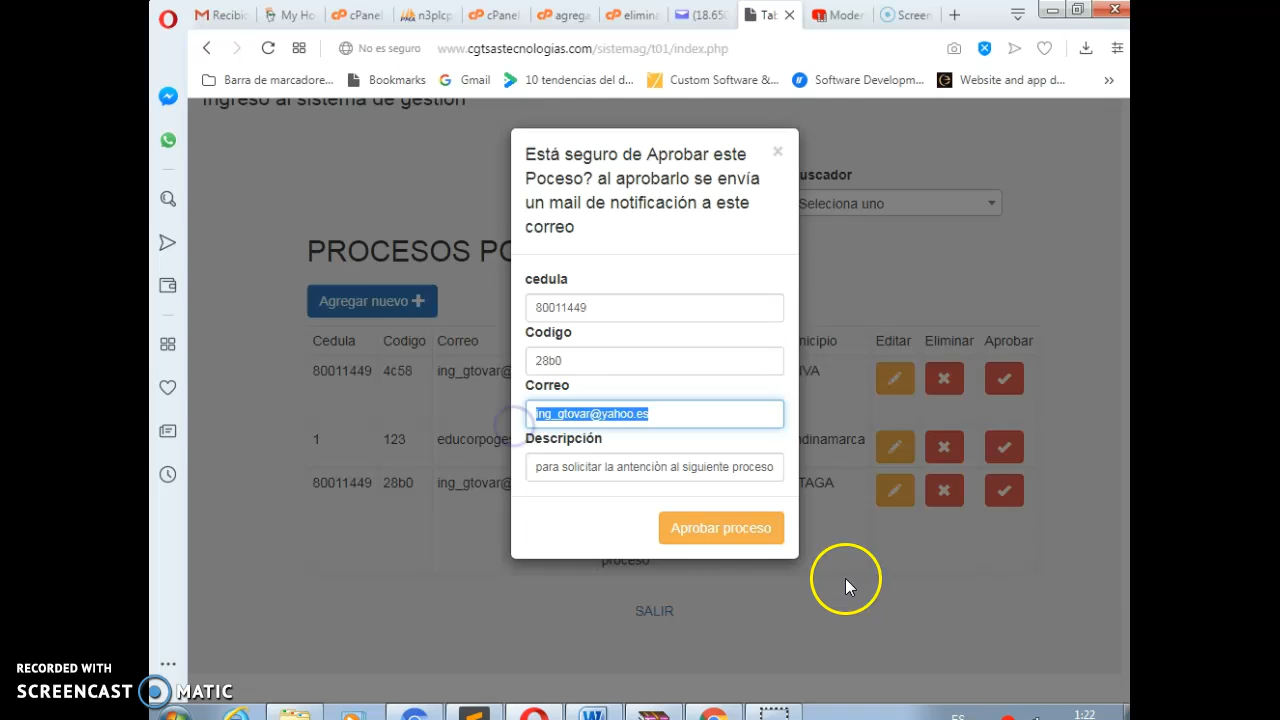 Recibic
My Ho
cPanel
n3plcp
cPanel
agrega
elimina
(18.650
Tab
Moder
Screen
No es seguro
www.cgtsastecnologias.com/sistemag/t01/index.php
Barra de marcadore...
Bookmarks
Gmail
10 tendencias del d...
Custom Software &...
Software Developm...
Website and app d...
Ingreso al sistema de gestion
Está seguro de Aprobar este
Poceso? al aprobarlo se envía
un mail de notificación a este
correo
×
uscador
Seleciona uno
PROCESOS PO
Agregar nuevo
cedula
80011449
Codigo
28b0
Correo
ing_gtovar@yahoo.es
Descripción
para solicitar la antenciòn al siguiente proceso
Aprobar proceso
Cedula Codigo Correo nicipio Editar Eliminar Aprobar
80011449 4c58 ing_gtovar@ IVA
1 123 educorpoge ndinamarca
80011449 28b0 ing_gtovar@ TAGA
proceso
SALIR
RECORDED WITH
SCREENCAST MATIC
ES
1:22